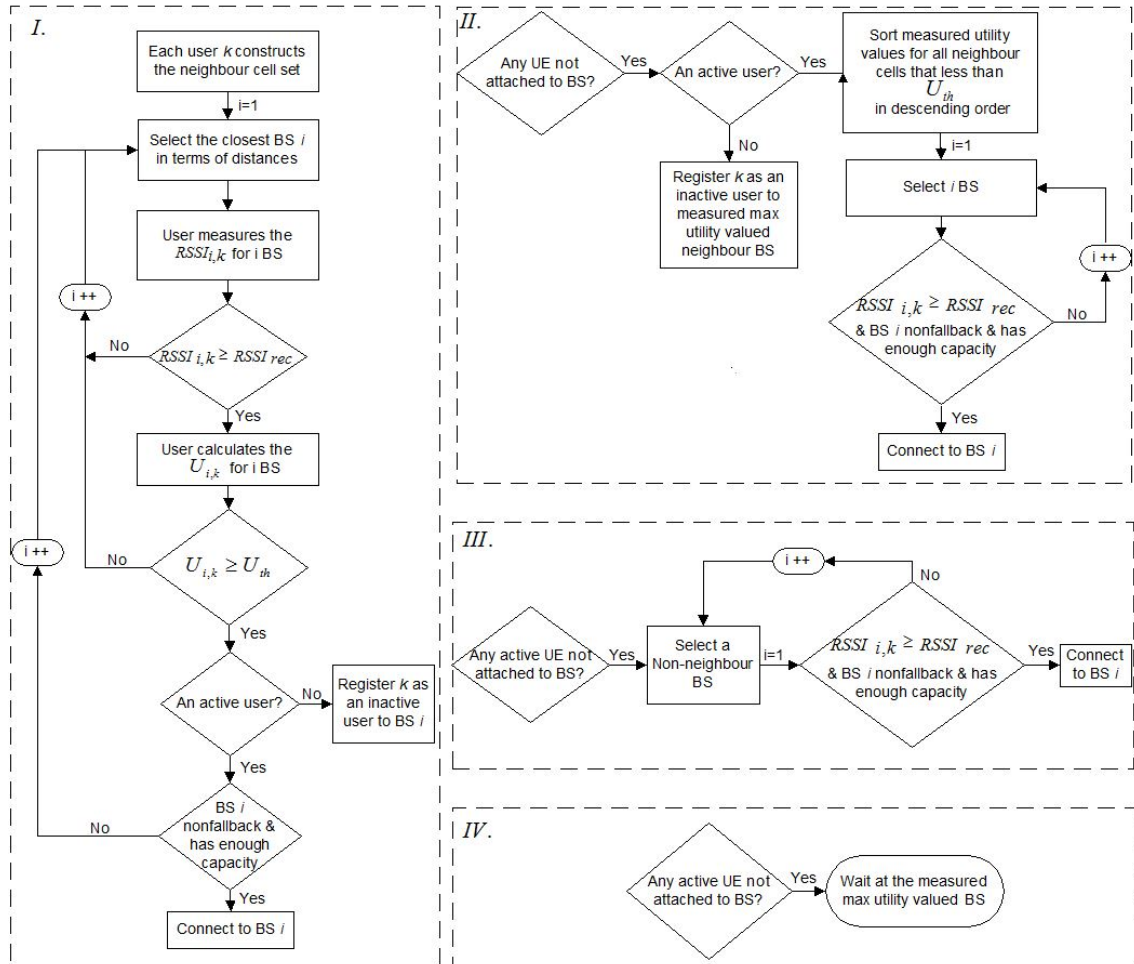 I.
Each user k constructs
the neighbour cell set
i=1
Select the closest BS i
in terms of distances
User measures the
RSSI i,k for i BS
i ++
No
RSSI i,k ≥ RSSI rec
Yes
User calculates the
U i,k for i BS
i ++
No
U i,k ≥ U th
Yes
An active user?
No
Register k as
an inactive
user to BS i
Yes
BS i
nonfallback &
has enough
capacity
No
Yes
Connect to BS i
II.
Any UE not
attached to BS?
Yes
An active user?
Yes
Sort measured utility
values for all neighbour
cells that less than
U th
in descending order
No
i=1
Register k as an
inactive user to
measured max
utility valued
neighbour BS
Select i BS
i ++
RSSI i,k ≥ RSSI rec
& BS i nonfallback & has
enough capacity
No
Yes
Connect to BS i
III.
i ++
No
Any active UE not
attached to BS?
Yes
Select a
Non-neighbour
BS
i=1
RSSI i,k ≥ RSSI rec
& BS i nonfallback & has
enough capacity
Yes
Connect
to BS i
IV.
Any active UE not
attached to BS?
Yes
Wait at the measured
max utility valued BS